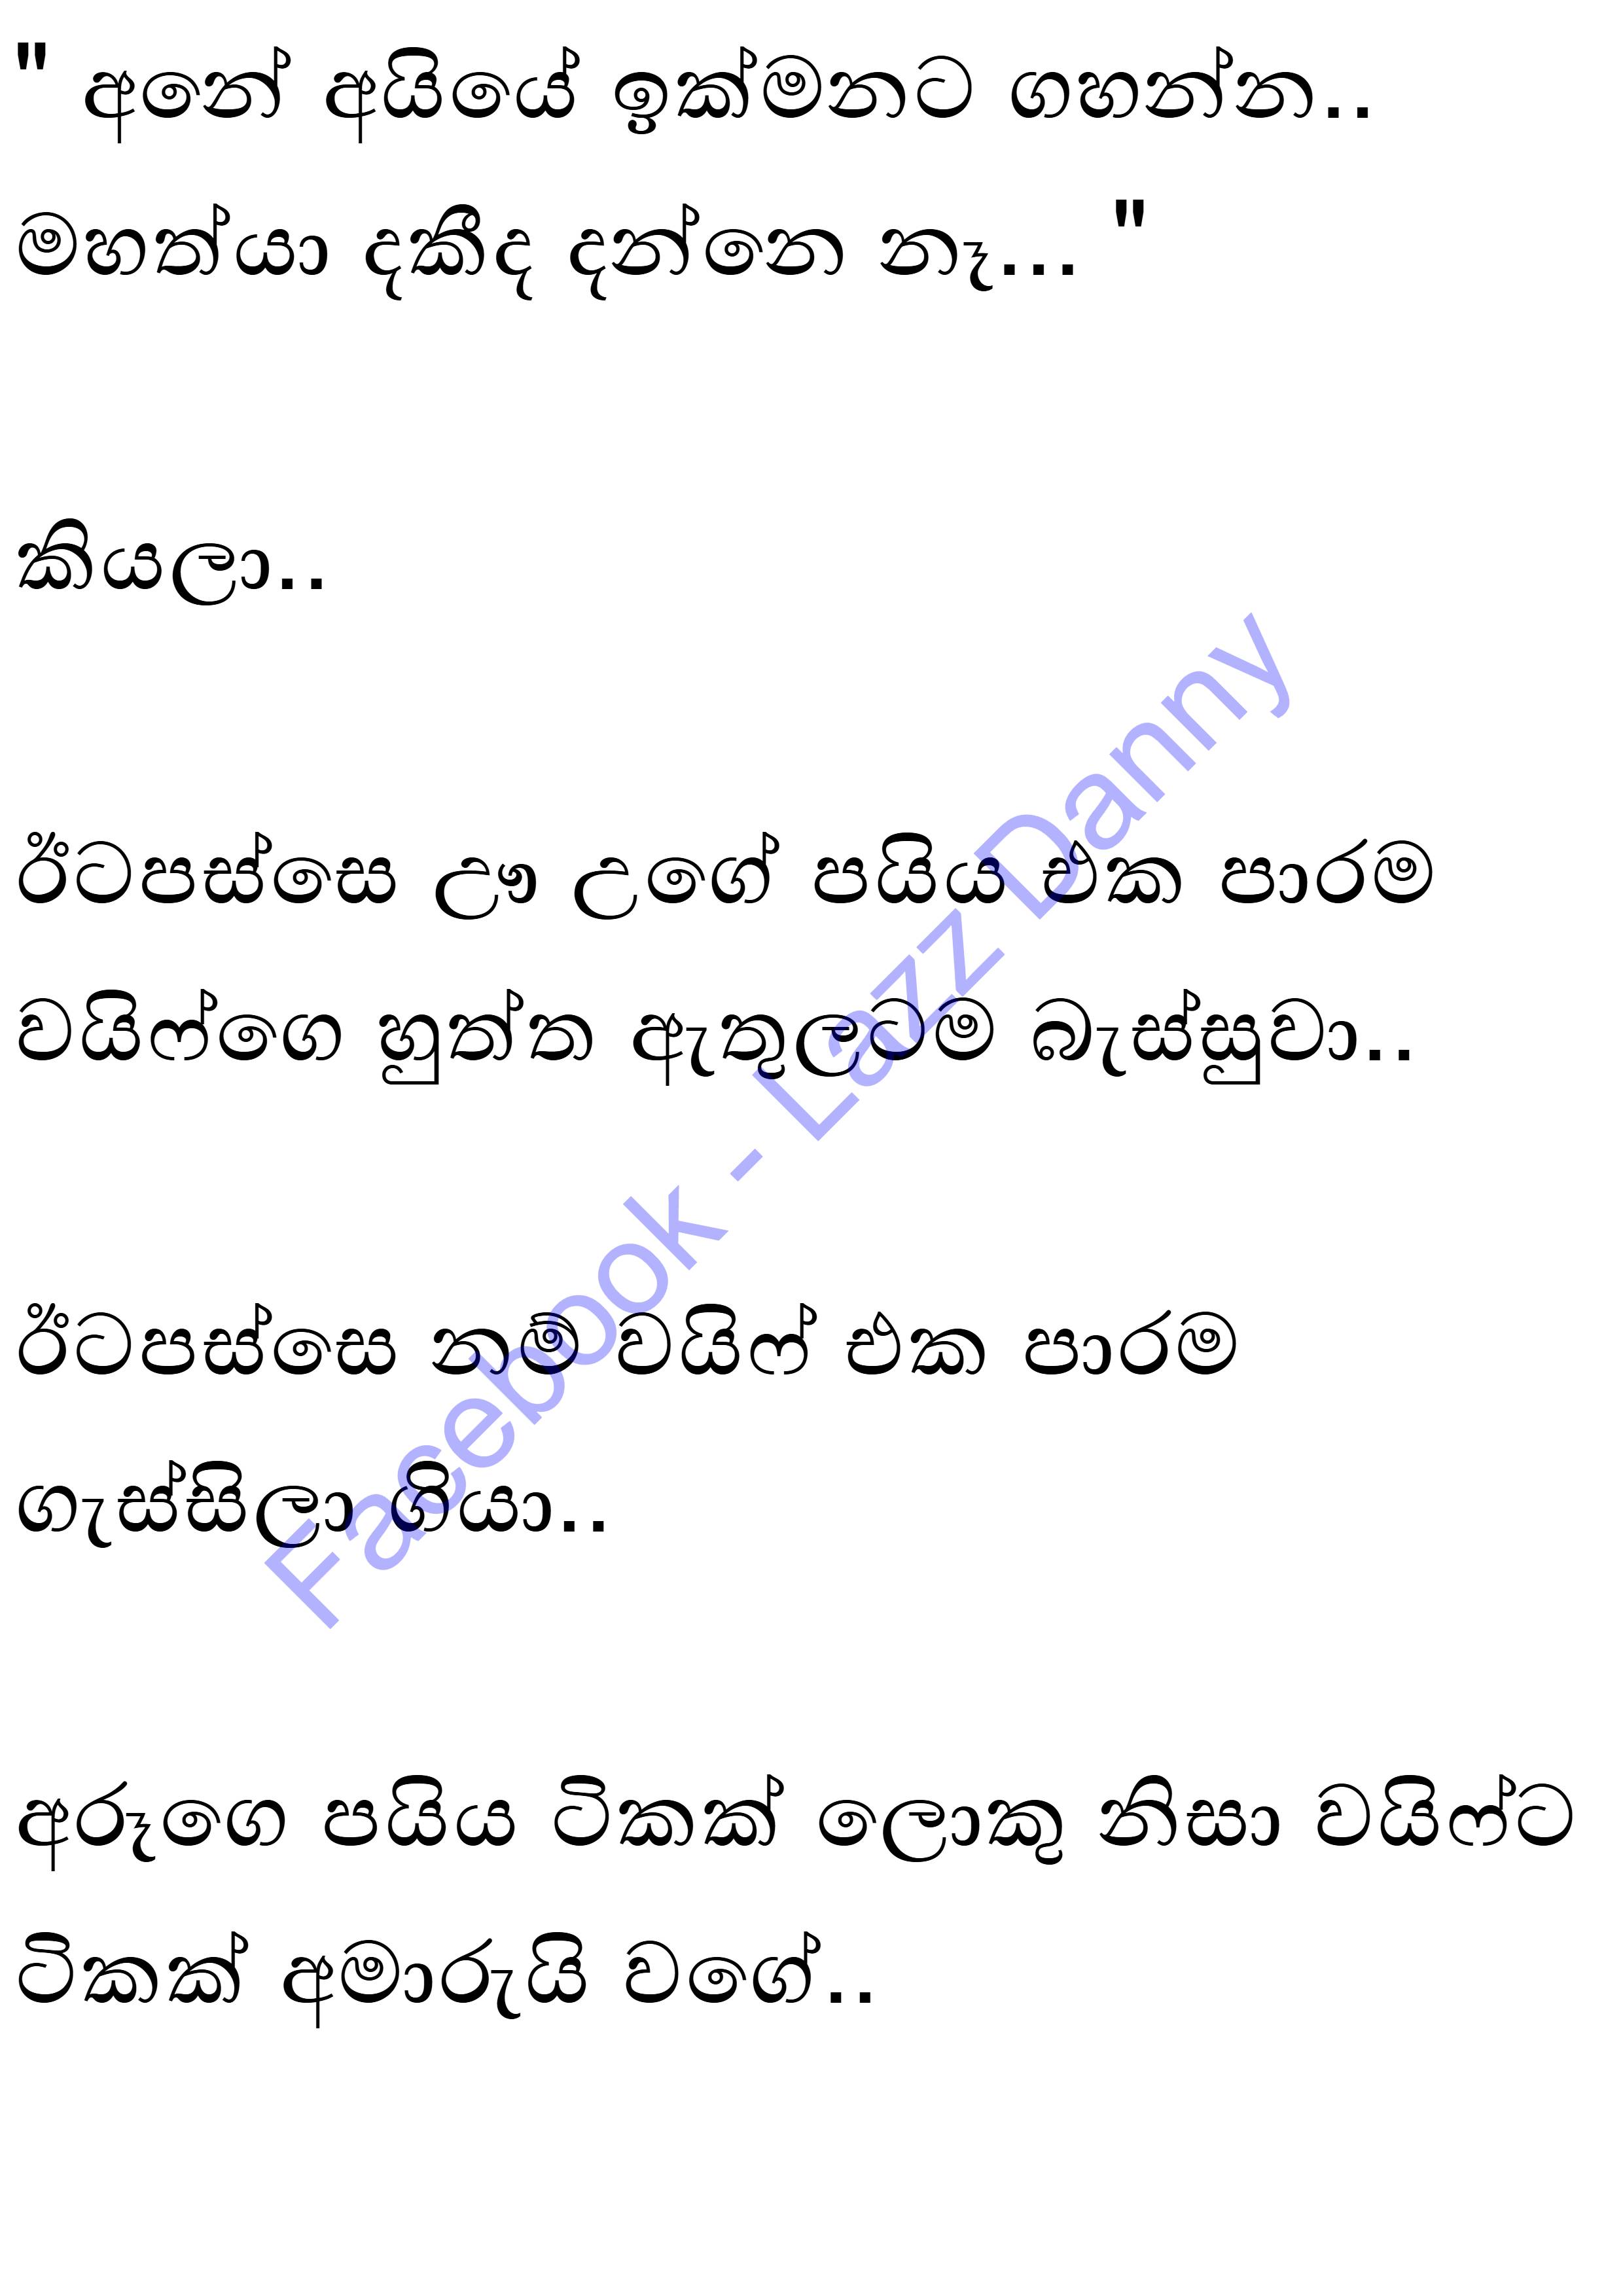 " අනේ අයියේ ඉක්මනට ගහන්න..
මහත්යා දකීද දන්නෙ නෑ... "
කියලා..
ඊටපස්සෙ ඌ උගේ පයිය එක පාරම
වයිෆ්ගෙ හුත්ත ඇතුලටම බැස්සුවා..
ඊටපස්සෙ නම් වයිෆ් එක පාරම
ගැස්සිලා ගියා..
අරූගෙ පයිය ටිකක් ලොකු නිසා වයිෆ්ට
ටිකක් අමාරුයි වගේ..
Facebook - Lazz Danny